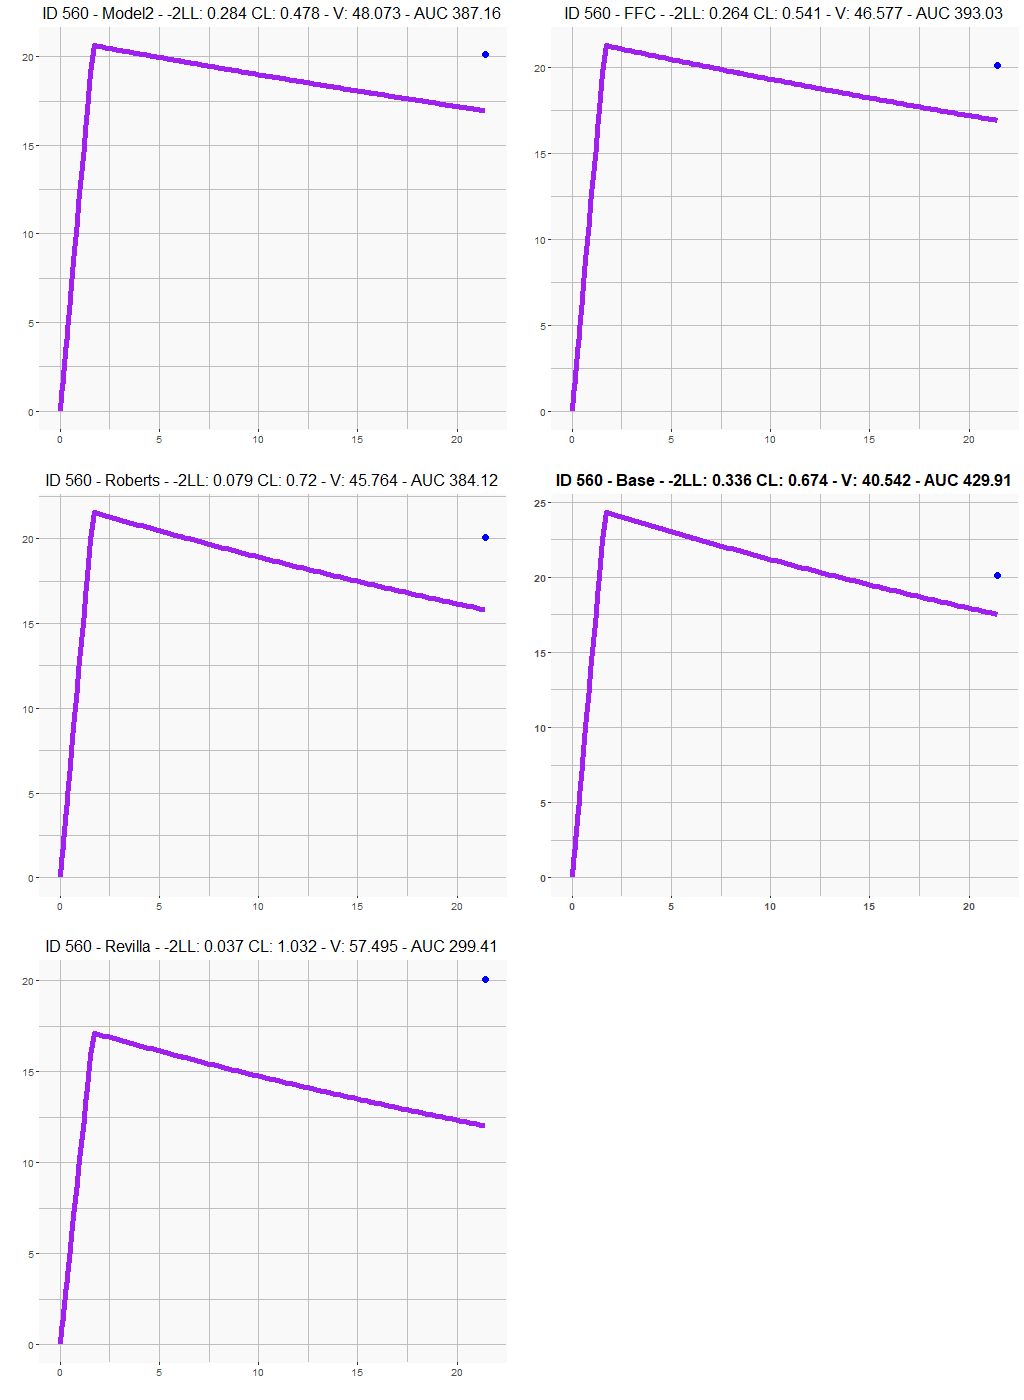 ID 560 - Model2 - -2LL: 0.284 CL: 0.478 - V: 48.073 - AUC 387.16
20
15
10
5
0
0 5 10 15 20
ID 560 - FFC - -2LL: 0.264 CL: 0.541 - V: 46.577 - AUC 393.03
20
15
10
5
0
0 5 10 15 20
ID 560 - Roberts - -2LL: 0.079 CL: 0.72 - V: 45.764 - AUC 384.12
20
15
10
5
0
0 5 10 15 20
ID 560 - Base - -2LL: 0.336 CL: 0.674 - V: 40.542 - AUC 429.91
25
20
15
10
5
0
0 5 10 15 20
ID 560 - Revilla - -2LL: 0.037 CL: 1.032 - V: 57.495 - AUC 299.41
20
15
10
5
0
0 5 10 15 20